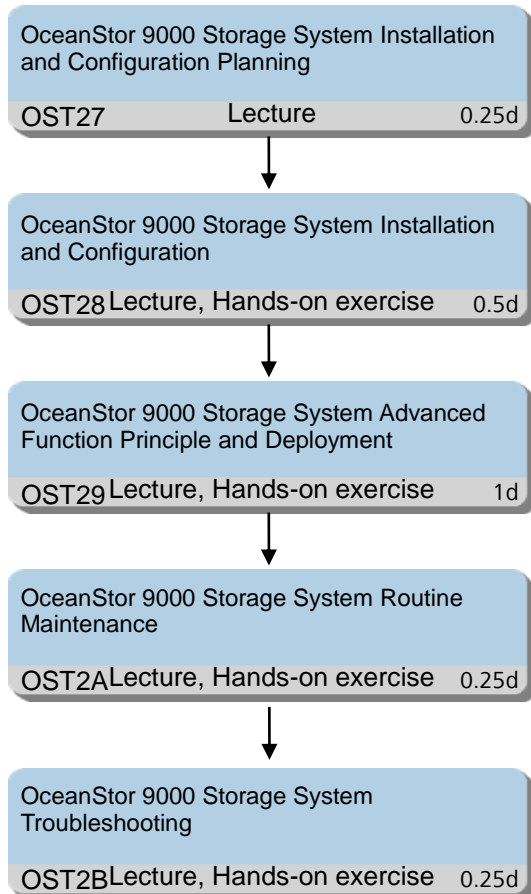 OceanStor 9000 Storage System Installation
and Configuration Planning
OST27 Lecture 0.25d
OceanStor 9000 Storage System Installation
and Configuration
OST28 Lecture, Hands-on exercise 0.5d
OceanStor 9000 Storage System Advanced
Function Principle and Deployment
OST29 Lecture, Hands-on exercise 1d
OceanStor 9000 Storage System Routine
Maintenance
OST2A Lecture, Hands-on exercise 0.25d
OceanStor 9000 Storage System
Troubleshooting
OST2B Lecture, Hands-on exercise 0.25d